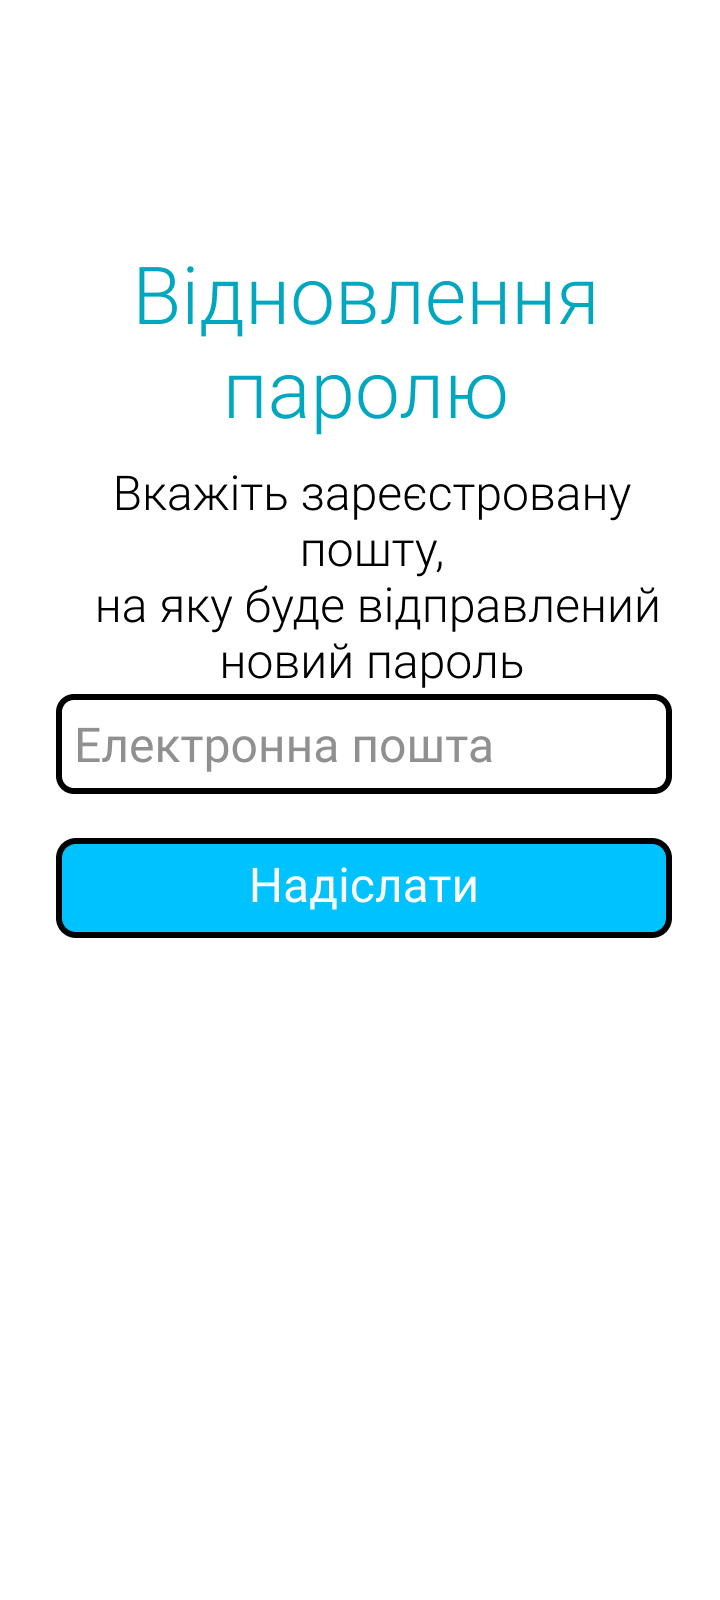 Відновлення
паролю
Вкажіть зареєстровану
пошту,
на яку буде відправлений
новий пароль
Електронна пошта
Надіслати